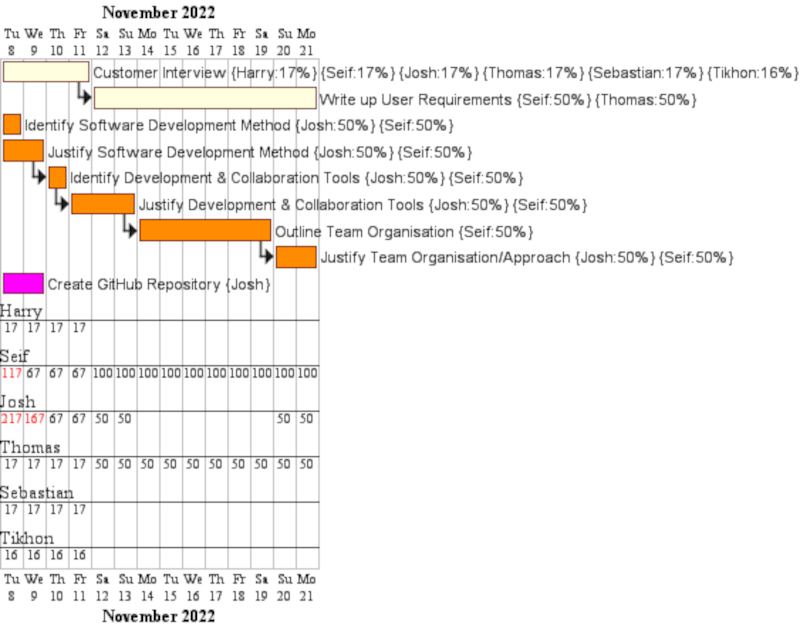 November 2022
Tu We Th Fr Sa Su Mo Tu We Th Fr Sa Su Mo
8 9 10 11 12 13 14 15 16 17 18 19 20 21
Customer Interview {Harry:17%} {Seif:17%} {Josh:17%} {Thomas:17%} {Sebastian:17%} {Tikhon:16%}
Write up User Requirements {Seif:50%} {Thomas:50%}
Identify Software Development Method {Josh:50%} {Seif:50%}
Justify Software Development Method {Josh:50%} {Seif:50%}
Identify Development & Collaboration Tools {Josh:50%} {Seif:50%}
Justify Development & Collaboration Tools {Josh:50%} {Seif:50%}
Outline Team Organisation {Seif:50%}
Justify Team Organisation/Approach {Josh:50%} {Seif:50%}
Create GitHub Repository {Josh}
Harry
17 17 17 17
Seif
117 67 67 67 100 100 100 100 100 100 100 100 100 100
Josh
217 167 67 67 50 50 50 50
Thomas
17 17 17 17 50 50 50 50 50 50 50 50 50 50
Sebastian
17 17 17 17
Tikhon
16 16 16 16
Tu We Th Fr Sa Su Mo Tu We Th Fr Sa Su Mo
8 9 10 11 12 13 14 15 16 17 18 19 20 21
November 2022